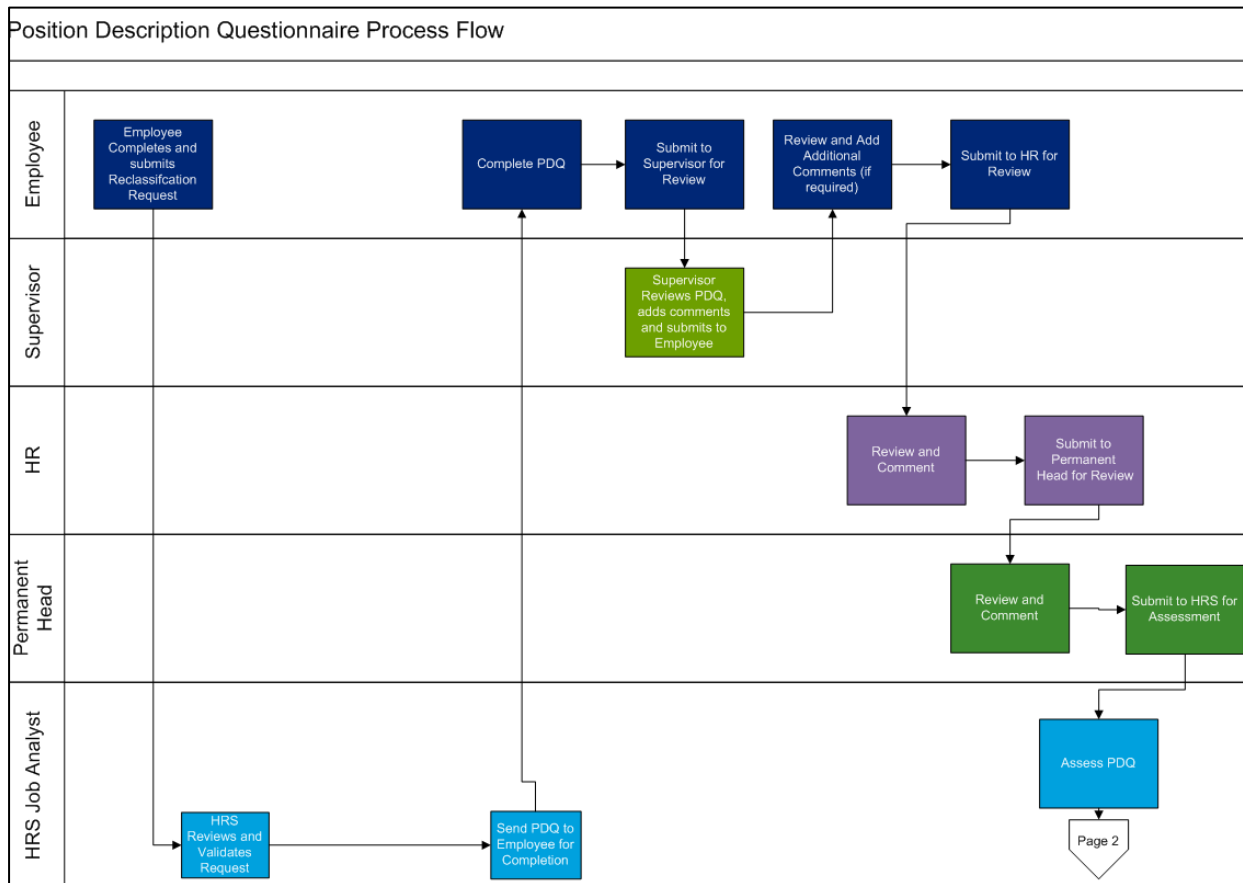 Position Description Questionnaire Process Flow
Employee
Employee
Completes and
submits
Reclassifcation
Request
Complete PDQ
Submit to
Supervisor for
Review
Review and Add
Additional
Comments (if
required)
Submit to HR for
Review
Supervisor
Supervisor
Reviews PDQ,
adds comments
and submits to
Employee
HR
Review and
Comment
Submit to
Permanent
Head for Review
Permanent
Head
Review and
Comment
Submit to HRS for
Assessment
HRS Job Analyst
HRS
Reviews and
Validates
Request
Send PDQ to
Employee for
Completion
Assess PDQ
Page 2